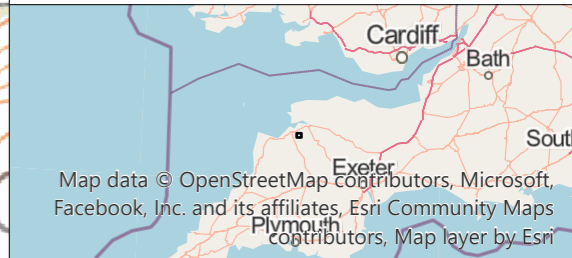 Cardiff
Bath
South
Exeter
Map data © OpenStreetMap contributors, Microsoft,
Facebook, Inc. and its affiliates, Esri Community Maps
Plymouth
contributors, Map layer by Esri